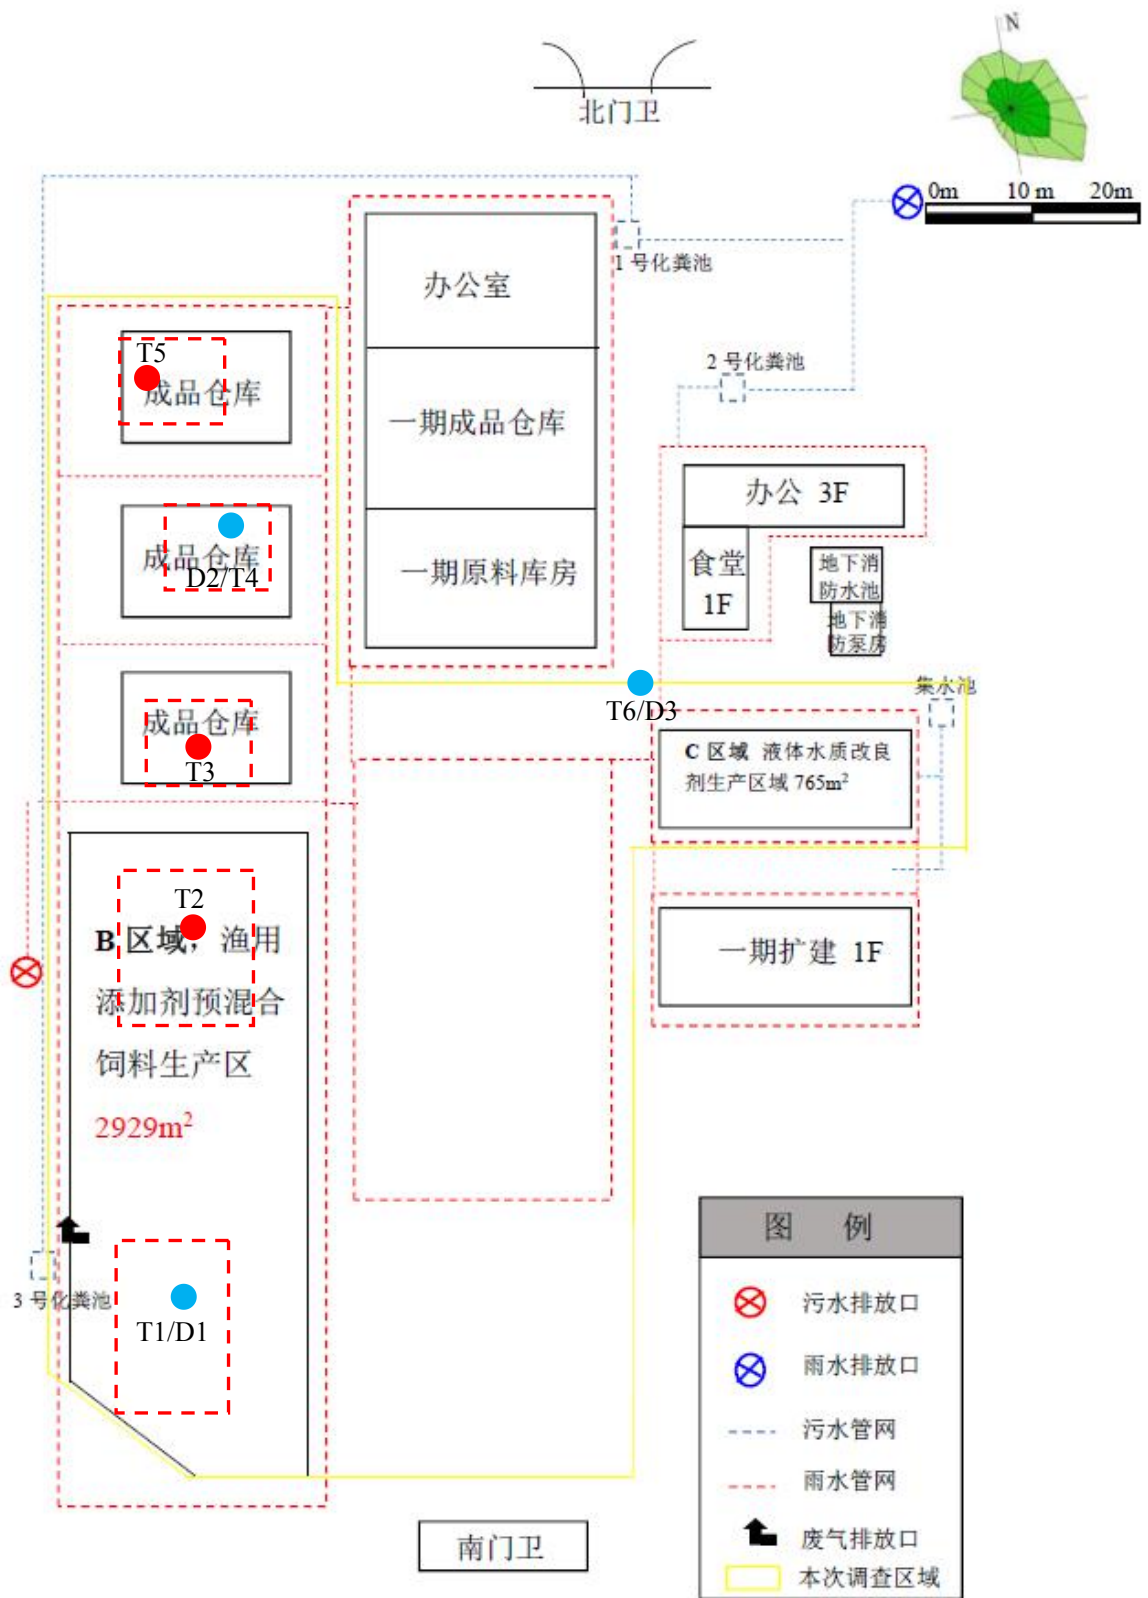 N
北门卫
0m 10 m 20m
1 号化粪池
办公室
T5
成品仓库
2 号化粪池
一期成品仓库
办公 3F
成品仓库
D2/T4
一期原料库房
食堂
1F
地下消
防水池
地下消
防泵房
集水池
T6/D3
成品仓库
T3
C 区域 液体水质改良
剂生产区域 765m²
T2
B 区域，渔用
添加剂预混合
饲料生产区
2929m²
一期扩建 1F
3 号化粪池
T1/D1
南门卫
图 例
污水排放口
雨水排放口
污水管网
雨水管网
废气排放口
本次调查区域